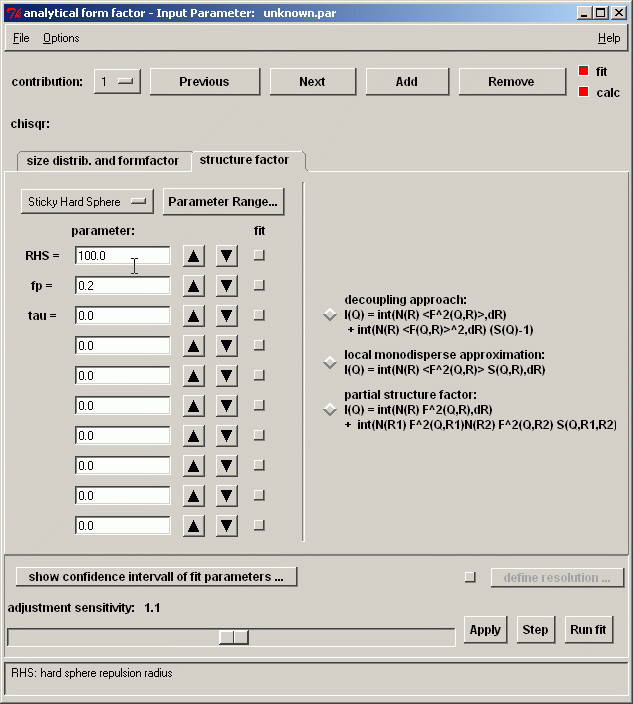 analytical form factor - Input Parameter: unknown.par
File Options Help
contribution: 1 Previous Next Add Remove fit
calc
chisqr:
size distrib. and formfactor structure factor
Sticky Hard Sphere Parameter Range...
parameter: fit
RHS = 100.0
fp = 0.2
tau = 0.0
0.0
0.0
0.0
0.0
0.0
0.0
0.0
decoupling approach:
I(Q) = int(N(R) <F^2(Q,R)>,dR)
+ int(N(R) <F(Q,R)>^2,dR) (S(Q)-1)
local monodisperse approximation:
I(Q) = int(N(R) <F^2(Q,R)> S(Q,R),dR)
partial structure factor:
I(Q) = int(N(R) F^2(Q,R),dR)
+ int(N(R1) F^2(Q,R1)N(R2) F^2(Q,R2) S(Q,R1,R2)
show confidence intervall of fit parameters ... define resolution ...
adjustment sensitivity: 1.1
Apply Step Run fit
RHS: hard sphere repulsion radius